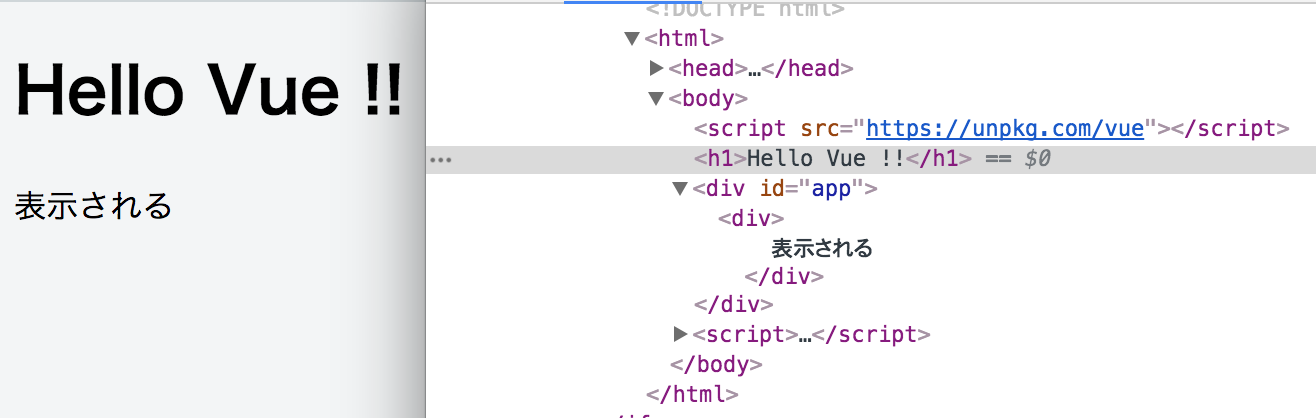 Hello Vue !!
表示される
<!DOCTYPE html>
▼<html>
▶<head>…</head>
▼<body>
<script src="https://unpkg.com/vue"></script>
… <h1>Hello Vue !!</h1> == $0
▼<div id="app">
<div>
表示される
</div>
</div>
▶<script>…</script>
</body>
</html>